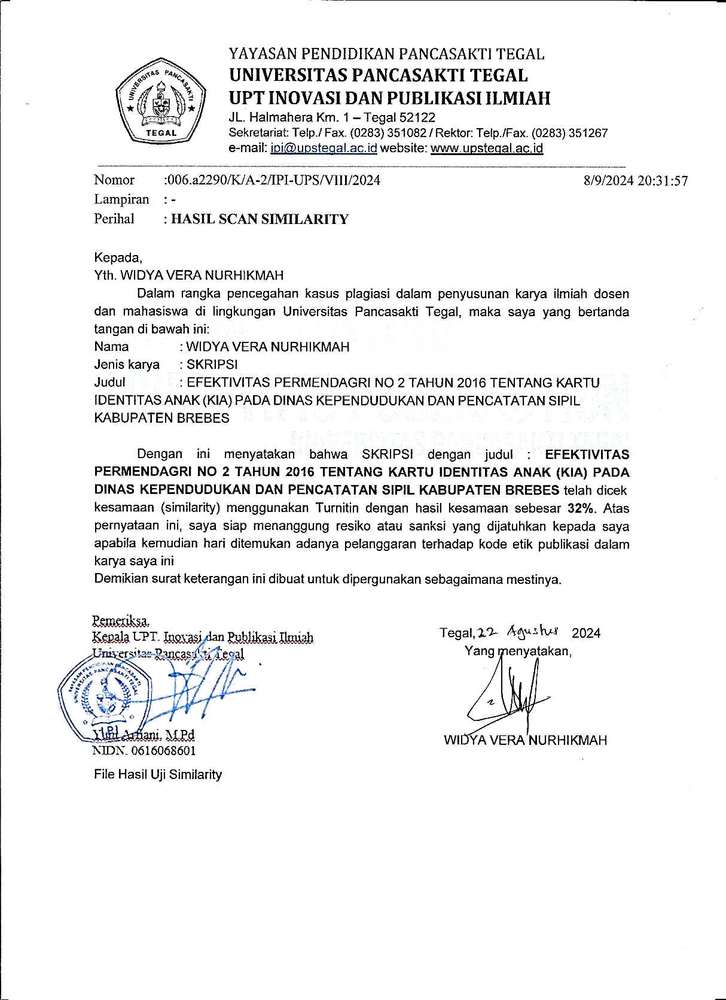 YAYASAN PENDIDIKAN PANCASAKTI TEGAL
UNIVERSITAS PANCASAKTI TEGAL
UPT INOVASI DAN PUBLIKASI ILMIAH
JL. Halmahera Km. 1 – Tegal 52122
Sekretariat: Telp./ Fax. (0283) 351082 / Rektor: Telp./Fax. (0283) 351267
e-mail: ipi@upstegal.ac.id website: www.upstegal.ac.id
UNIVERSITAS PANCASAKTI
TEGAL
Nomor :006.a2290/K/A-2/IPI-UPS/VIII/2024 8/9/2024 20:31:57
Lampiran : -
Perihal : HASIL SCAN SIMILARITY
Kepada,
Yth. WIDYA VERA NURHIKMAH
Dalam rangka pencegahan kasus plagiasi dalam penyusunan karya ilmiah dosen
dan mahasiswa di lingkungan Universitas Pancasakti Tegal, maka saya yang bertanda
tangan di bawah ini:
Nama : WIDYA VERA NURHIKMAH
Jenis karya : SKRIPSI
Judul : EFEKTIVITAS PERMENDAGRI NO 2 TAHUN 2016 TENTANG KARTU
IDENTITAS ANAK (KIA) PADA DINAS KEPENDUDUKAN DAN PENCATATAN SIPIL
KABUPATEN BREBES
Dengan ini menyatakan bahwa SKRIPSI dengan judul : EFEKTIVITAS
PERMENDAGRI NO 2 TAHUN 2016 TENTANG KARTU IDENTITAS ANAK (KIA) PADA
DINAS KEPENDUDUKAN DAN PENCATATAN SIPIL KABUPATEN BREBES telah dicek
kesamaan (similarity) menggunakan Turnitin dengan hasil kesamaan sebesar 32%. Atas
pernyataan ini, saya siap menanggung resiko atau sanksi yang dijatuhkan kepada saya
apabila kemudian hari ditemukan adanya pelanggaran terhadap kode etik publikasi dalam
karya saya ini
Demikian surat keterangan ini dibuat untuk dipergunakan sebagaimana mestinya.
Pemeriksa,
Kepala UPT. Inovasi dan Publikasi Ilmiah
Universitas Pancasakti Tegal
YAYASAN PENDIDIKAN PANCASAKTI
UNIVERSITAS PANCASAKTI TEGAL
IPI
M.Pd
NIDN. 0616068601
Tegal, 22 Agustus 2024
Yang menyatakan,
WIDYA VERA NURHIKMAH
File Hasil Uji Similarity